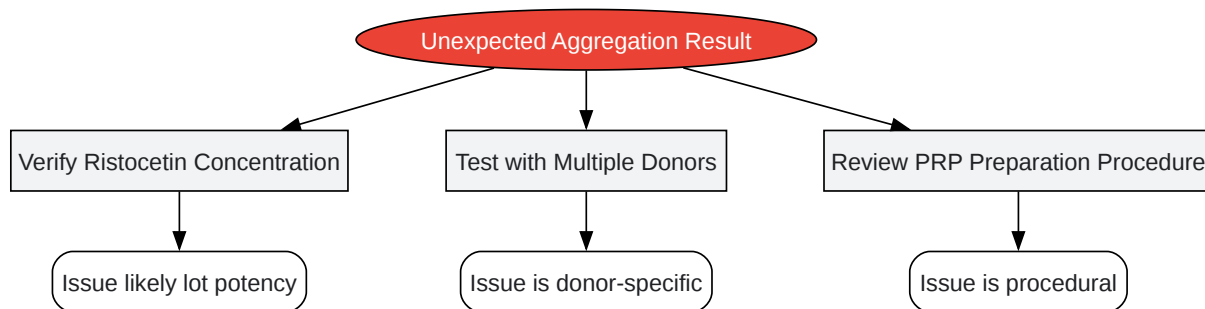 Unexpected Aggregation Result
Verify Ristocetin Concentration
Test with Multiple Donors
Review PRP Preparation Procedure
Issue likely lot potency
Issue is donor-specific
Issue is procedural